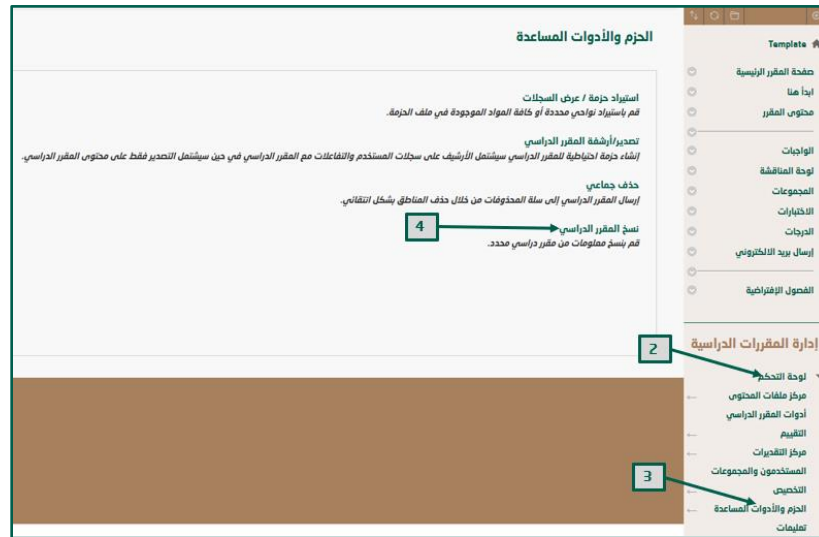 الحزم والأدوات المساعدة
استيراد حزمة / عرض السجلات
قم باستيراد نواحي محددة أو كافة المواد الموجودة في ملف الحزمة.
تصدير/أرشفة المقرر الدراسي
إنشاء حزمة احتياطية للمقرر الدراسي سيشتمل الأرشيف على سجلات المستخدم والتفاعلات مع المقرر الدراسي في حين سيشتمل التصدير فقط على محتوى المقرر الدراسي.
حذف جماعي
إرسال المقرر الدراسي إلى سلة المحذوفات من خلال حذف المناطق بشكل انتقائي.
نسخ المقرر الدراسي
4
قم بنسخ معلومات من مقرر دراسي محدد.
Template
صفحة المقرر الرئيسية
ابدأ هنا
محتوى المقرر
الواجبات
لوحة المناقشة
المجموعات
الاختبارات
الدرجات
إرسال بريد الالكتروني
الفصول الإفتراضية
إدارة المقررات الدراسية
2
لوحة التحكم
مركز ملفات المحتوى
أدوات المقرر الدراسي
التقييم
مركز التقديرات
المستخدمون والمجموعات
3
التخصيص
الحزم والأدوات المساعدة
تعليمات